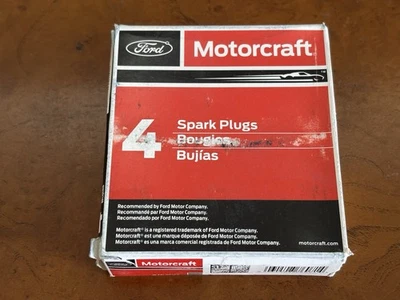 Ford
Motorcraft
4
Spark Plugs
Bougies
Bujías
Recommended by Ford Motor Company.
Recommandé par Ford Motor Company.
Recomendado por Ford Motor Company.
Motorcraft® is a registered trademark of Ford Motor Company.
Motorcraft® est une marque déposée de Ford Motor Company.
Motorcraft® es una marca comercial registrada de Ford Motor Company.
motorcraft.com
Motorcraft